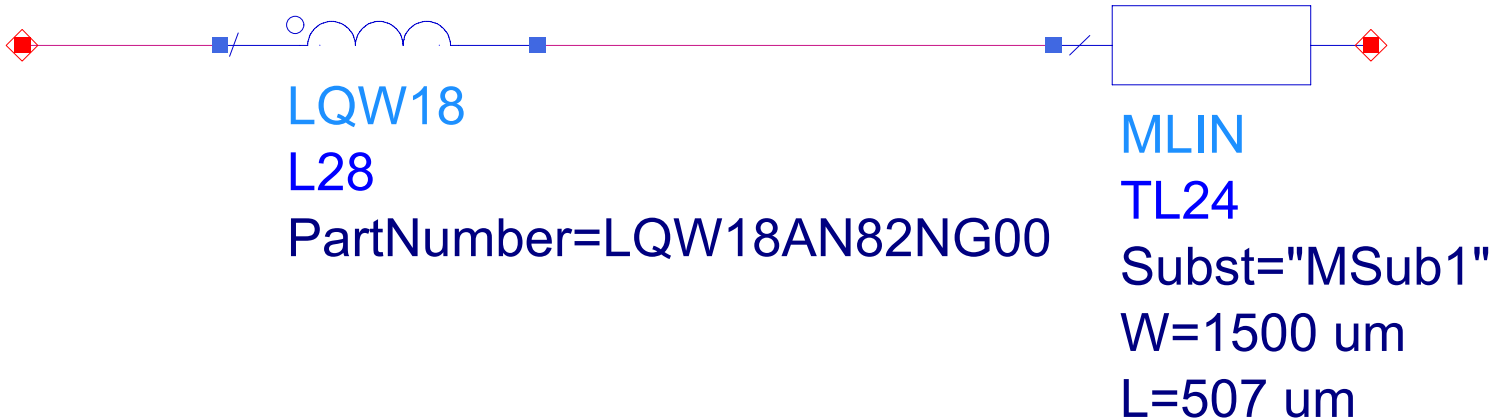 LQW18
L28
PartNumber=LQW18AN82NG00
MLIN
TL24
Subst="MSub1"
W=1500 um
L=507 um